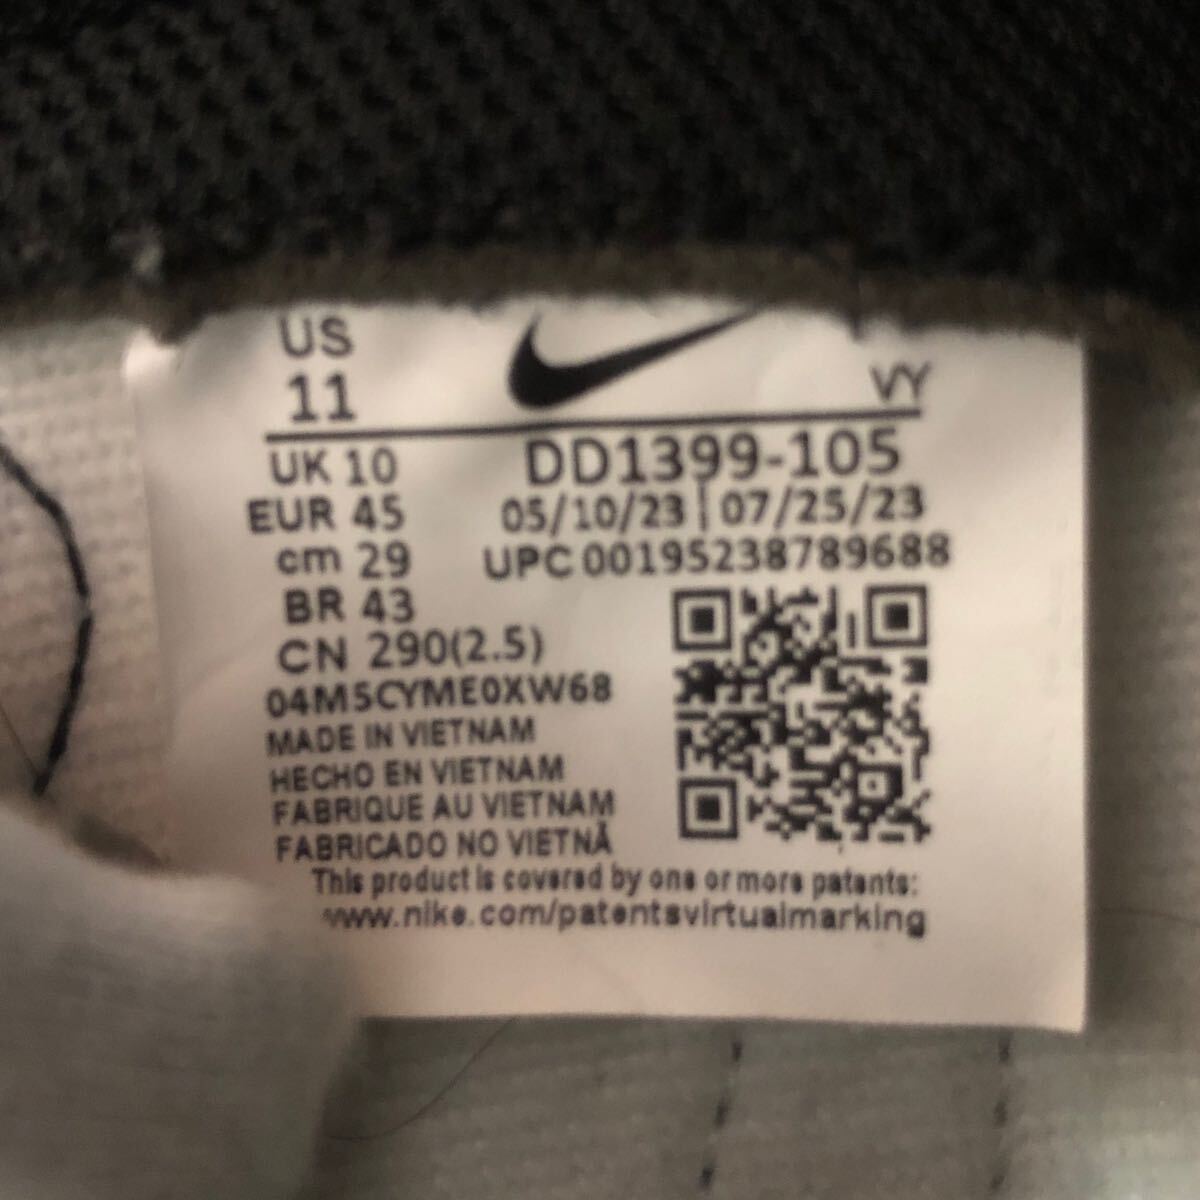 US
11
VY
UK 10 DD1399-105
EUR 45 05/10/23 | 07/25/23
cm 29 UPC 00195238789688
BR 43
CN 290(2.5)
04M5CYME0XW68
MADE IN VIETNAM
HECHO EN VIETNAM
FABRIQUE AU VIETNAM
FABRICADO NO VIETNÃ
This product is covered by one or more patents:
www.nike.com/patentsvirtualmarking